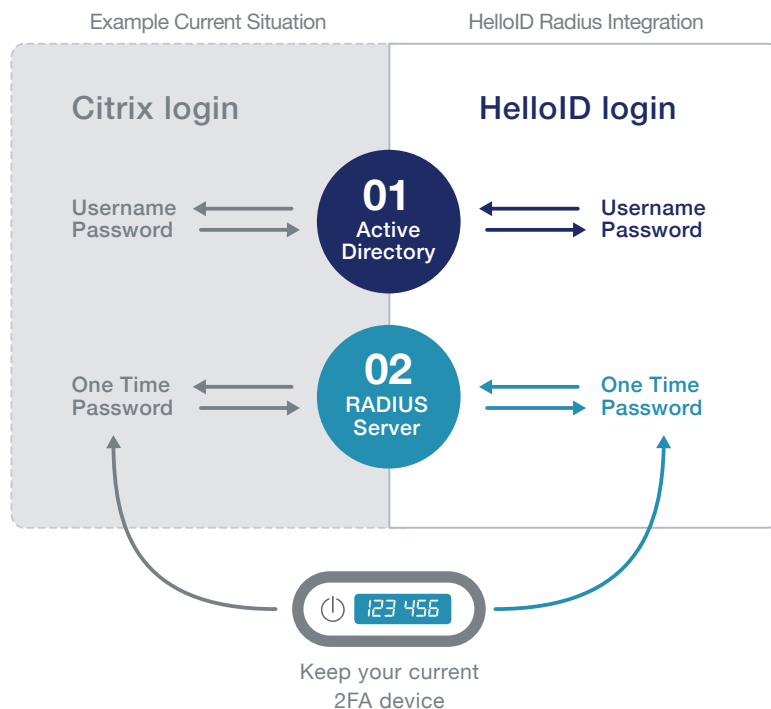 Example Current Situation
HelloID Radius Integration
Citrix login
HelloID login
Username
Password
01
Active
Directory
Username
Password
One Time
Password
02
RADIUS
Server
One Time
Password
123 456
Keep your current
2FA device